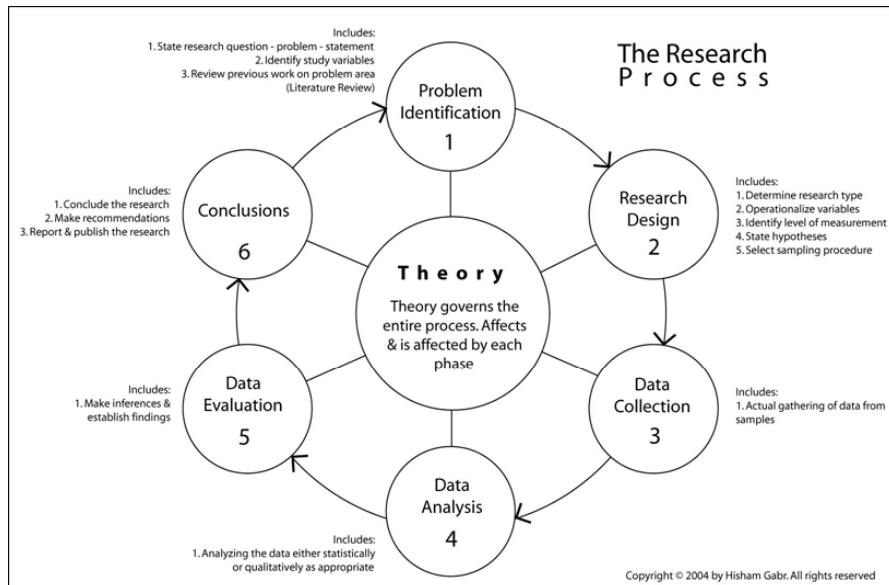 The Research
Process
Includes:
1. State research question - problem - statement
2. Identify study variables
3. Review previous work on problem area
(Literature Review)
Problem
Identification
1
Research
Design
2
Includes:
1. Determine research type
2. Operationalize variables
3. Identify level of measurement
4. State hypotheses
5. Select sampling procedure
Includes:
1. Conclude the research
2. Make recommendations
3. Report & publish the research
Conclusions
6
Theory
Theory governs the
entire process. Affects
& is affected by each
phase
Data
Evaluation
5
Includes:
1. Make inferences &
establish findings
Data
Collection
3
Includes:
1. Actual gathering of data from
samples
Data
Analysis
4
Includes:
1. Analyzing the data either statistically
or qualitatively as appropriate
Copyright © 2004 by Hisham Gabr. All rights reserved